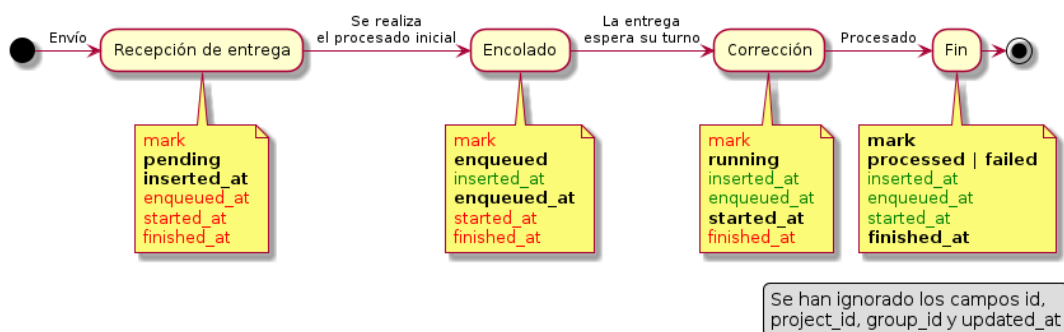 Envío
Recepción de entrega
Se realiza
el procesado inicial
Encolado
La entrega
espera su turno
Corrección
Procesado
Fin
mark
pending
inserted_at
enqueued_at
started_at
finished_at
mark
enqueued
inserted_at
enqueued_at
started_at
finished_at
mark
running
inserted_at
enqueued_at
started_at
finished_at
mark
processed | failed
inserted_at
enqueued_at
started_at
finished_at
Se han ignorado los campos id,
project_id, group_id y updated_at